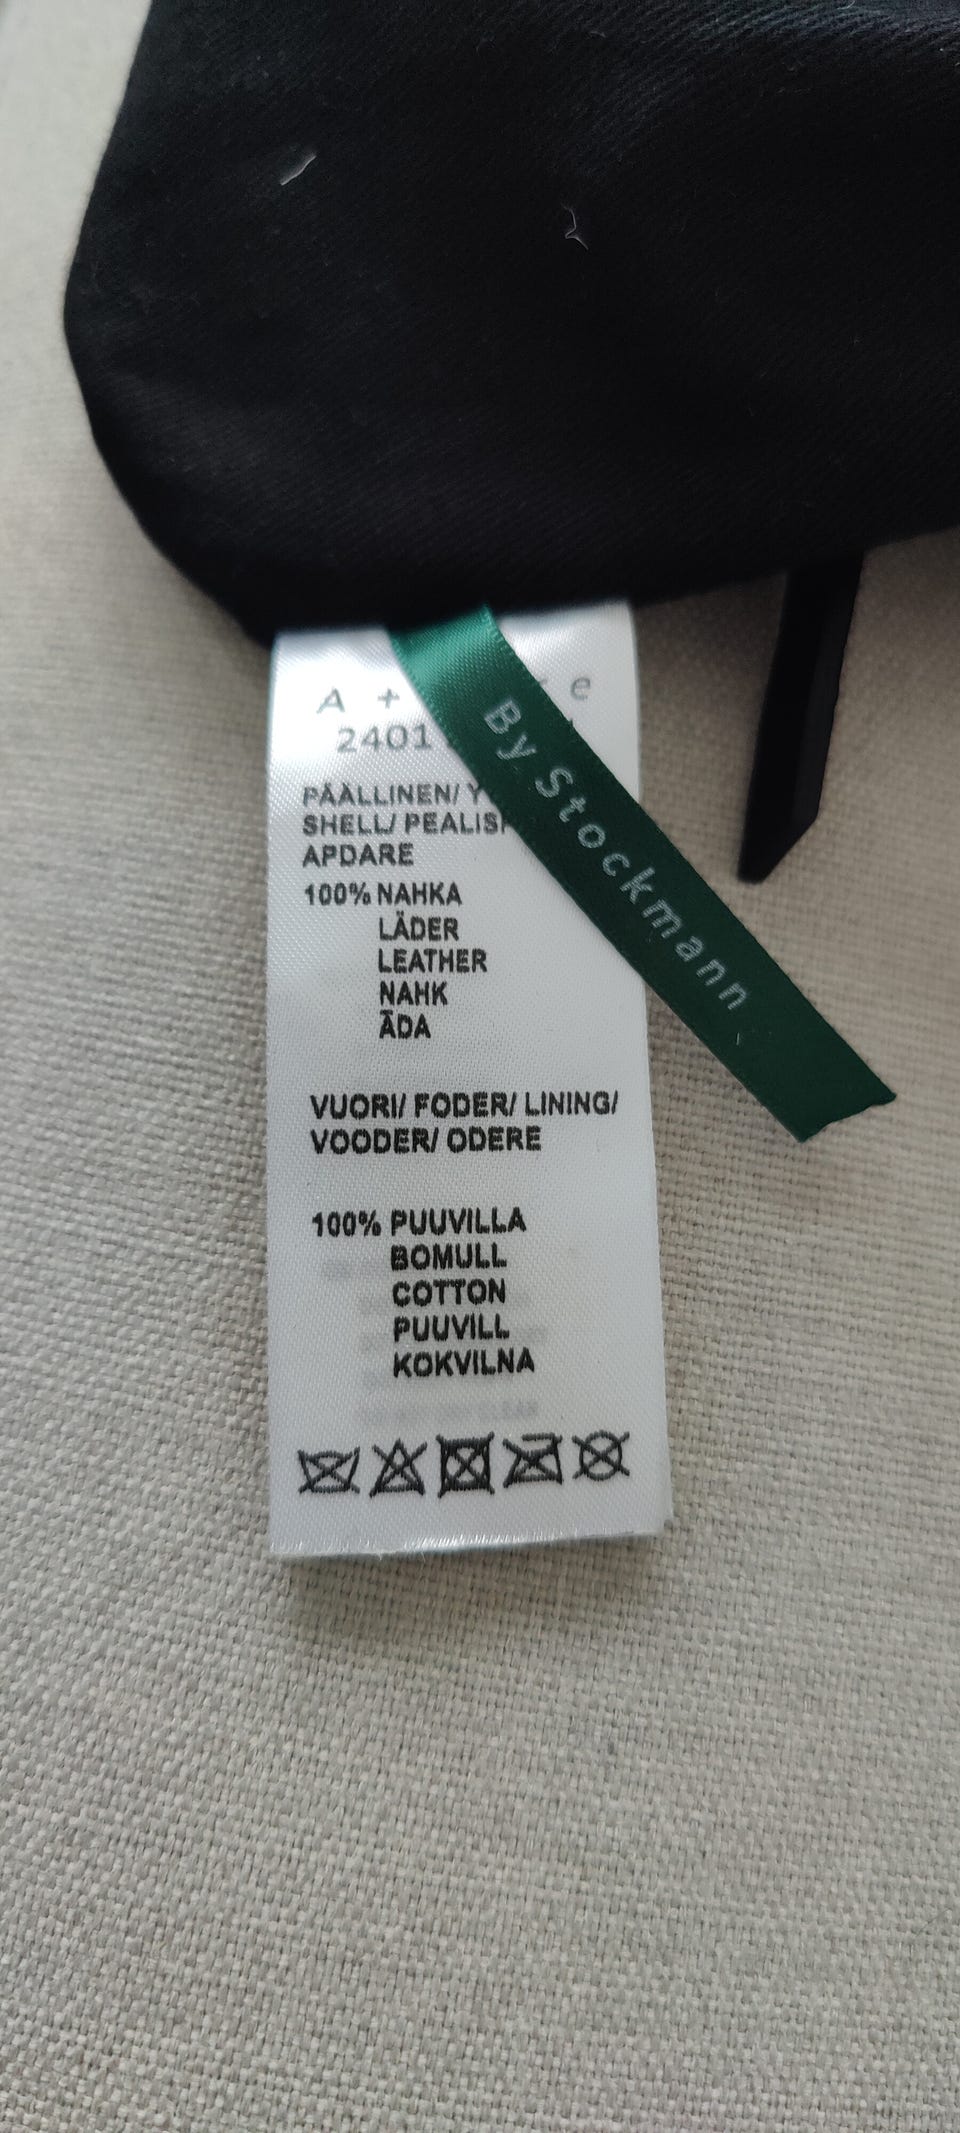 A +
2401
PÄÄLLINEN/
SHELL/
APDARE
100% NAHKA
LÄDER
LEATHER
NAHK
ĀDA
VUORI/ FODER/ LINING/
VOODER/ ODERE
100% PUUVILLA
BOMULL
COTTON
PUUVILL
KOKVILNA
By Stockmann